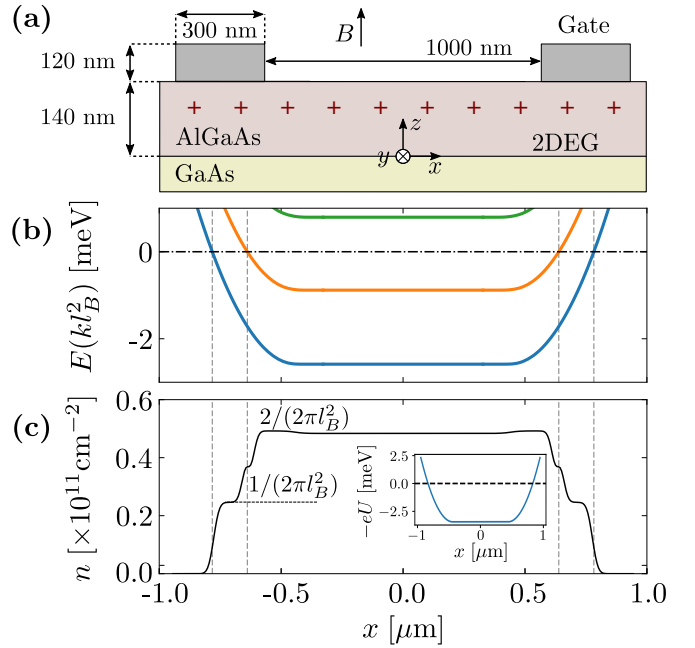 (a)
300 nm
B
Gate
120 nm
1000 nm
140 nm
+ + + + + + + + + +
AlGaAs
z
2DEG
y
x
GaAs
(b)
E(kl_B^2) [meV]
0
-2
(c)
n [×10^11 cm^−2]
0.6
0.4
0.2
0.0
2/(2πl_B^2)
1/(2πl_B^2)
−eU [meV]
2.5
0.0
−2.5
−1 0 1
x [μm]
-1.0 -0.5 0.0 0.5 1.0
x [μm]